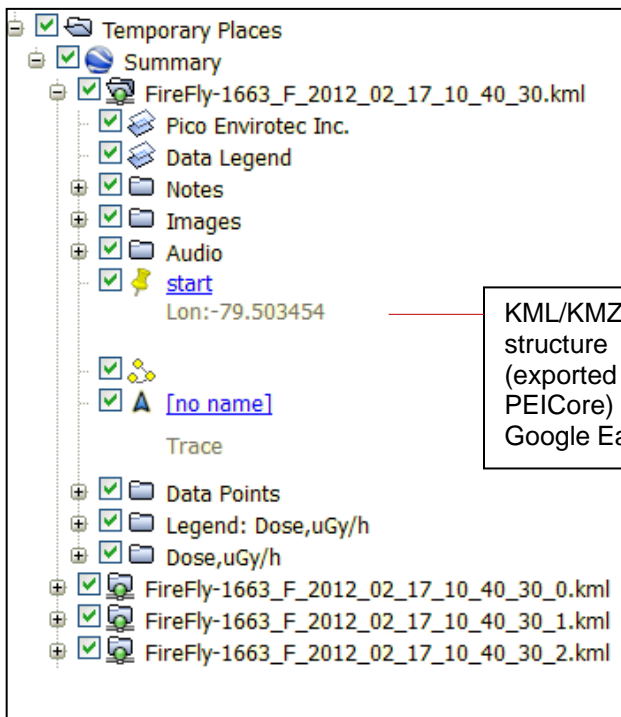 Temporary Places
Summary
FireFly-1663_F_2012_02_17_10_40_30.kml
Pico Envirotec Inc.
Data Legend
Notes
Images
Audio
start
Lon:-79.503454
KML/KMZ
structure
(exported
PEICore)
Google Ea
[no name]
Trace
Data Points
Legend: Dose,uGy/h
Dose,uGy/h
FireFly-1663_F_2012_02_17_10_40_30_0.kml
FireFly-1663_F_2012_02_17_10_40_30_1.kml
FireFly-1663_F_2012_02_17_10_40_30_2.kml